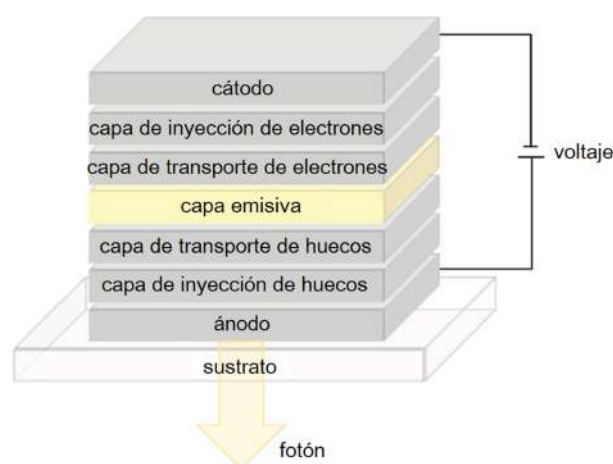 cátodo
capa de inyección de electrones
capa de transporte de electrones
voltaje
capa emisiva
capa de transporte de huecos
capa de inyección de huecos
ánodo
sustrato
fotón